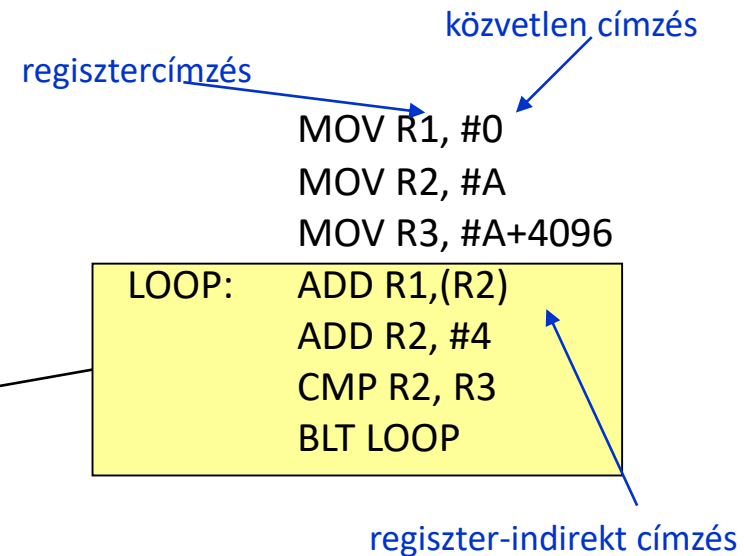 közvetlen címzés
regisztercímzés
MOV R1, #0
MOV R2, #A
MOV R3, #A+4096
LOOP: ADD R1,(R2)
ADD R2, #4
CMP R2, R3
BLT LOOP
regiszter-indirekt címzés